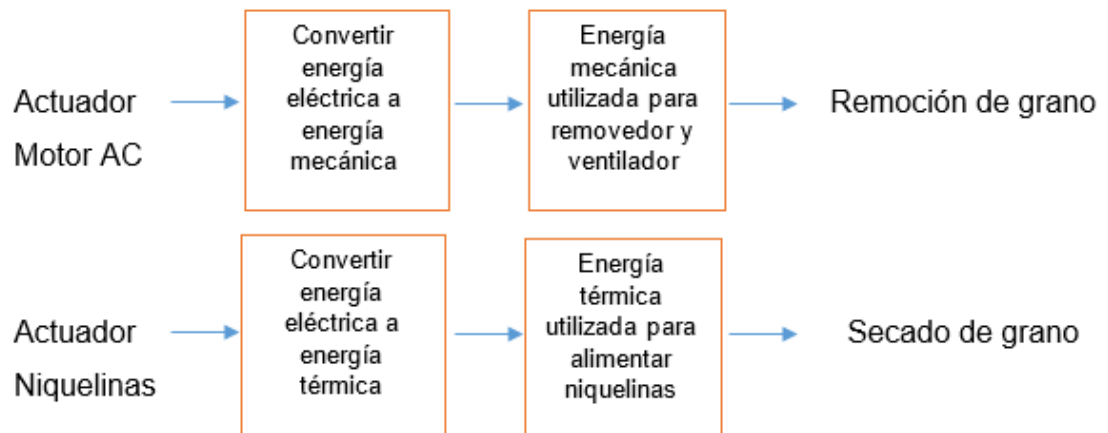 Actuador
Motor AC
Convertir
energía
eléctrica a
energía
mecánica
Energía
mecánica
utilizada para
removedor y
ventilador
Remoción de grano
Actuador
Niquelinas
Convertir
energía
eléctrica a
energía
térmica
Energía
térmica
utilizada para
alimentar
niquelinas
Secado de grano